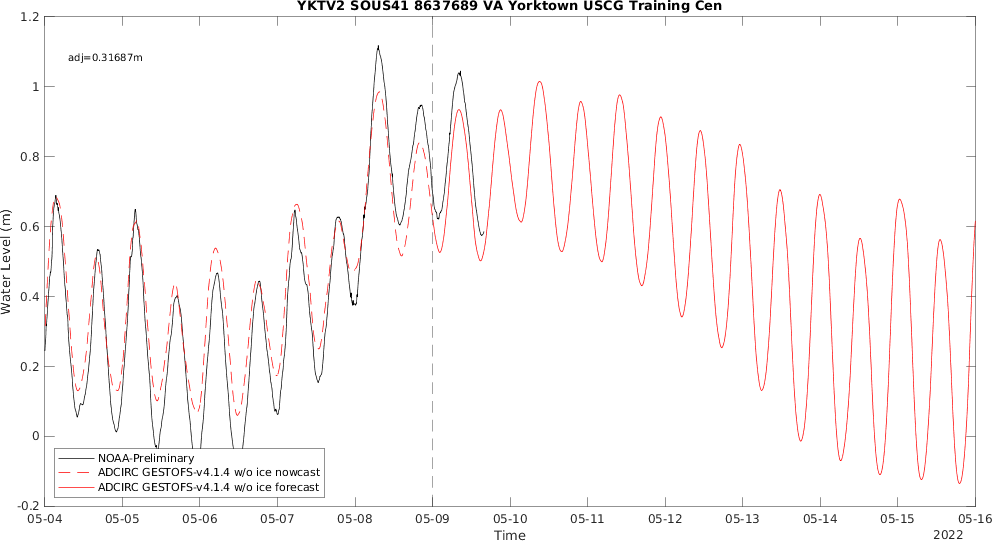 YKTV2 SOUS41 8637689 VA Yorktown USCG Training Cen
adj=0.31687m
Water Level (m)
1.2
1
0.8
0.6
0.4
0.2
0
-0.2
NOAA-Preliminary
ADCIRC GESTOFS-v4.1.4 w/o ice nowcast
ADCIRC GESTOFS-v4.1.4 w/o ice forecast
05-04 05-05 05-06 05-07 05-08 05-09 05-10 05-11 05-12 05-13 05-14 05-15 05-16
Time
2022